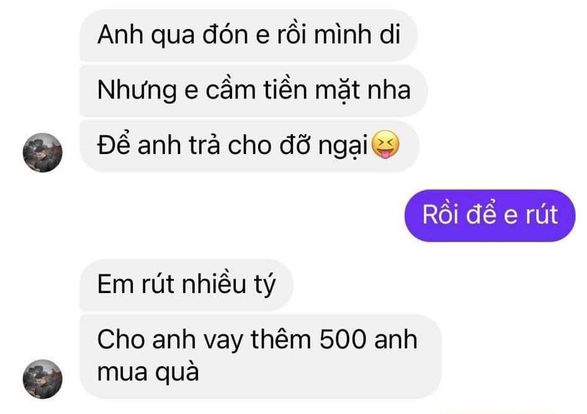 Anh qua đón e rồi mình di
Nhưng e cầm tiền mặt nha
Để anh trả cho đỡ ngại😝
Rồi để e rút
Em rút nhiều tý
Cho anh vay thêm 500 anh
mua quà